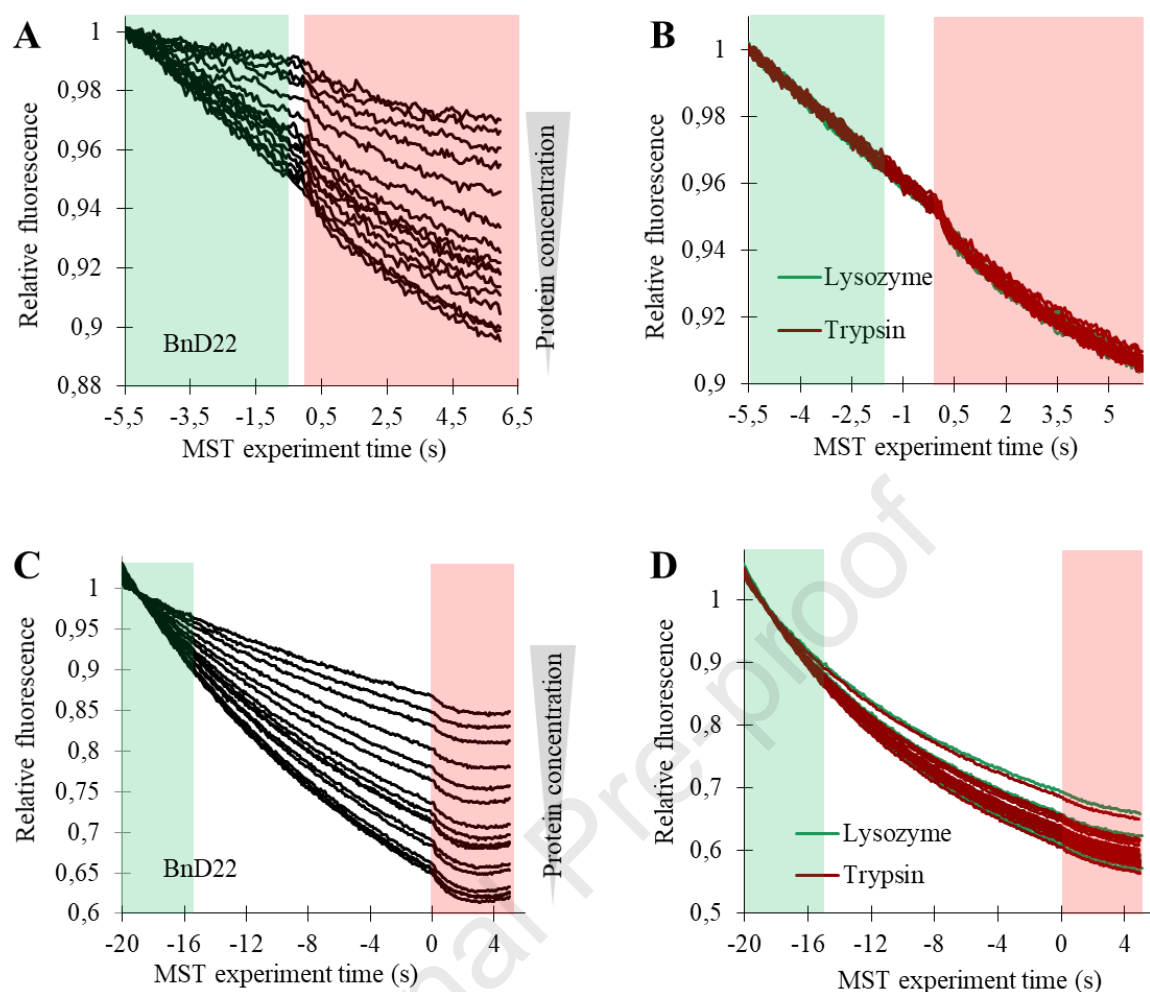 A
Relative fluorescence
1
0,98
0,96
0,94
0,92
0,9
0,88
BnD22
-5,5 -3,5 -1,5 0,5 2,5 4,5 6,5
MST experiment time (s)
Protein concentration
B
Relative fluorescence
1
0,98
0,96
0,94
0,92
0,9
Lysozyme
Trypsin
-5,5 -4 -2,5 -1 0,5 2 3,5 5
MST experiment time (s)
C
Relative fluorescence
1
0,95
0,9
0,85
0,8
0,75
0,7
0,65
0,6
BnD22
-20 -16 -12 -8 -4 0 4
MST experiment time (s)
Protein concentration
D
Relative fluorescence
1
0,9
0,8
0,7
0,6
0,5
Lysozyme
Trypsin
-20 -16 -12 -8 -4 0 4
MST experiment time (s)
nal Pre-proof